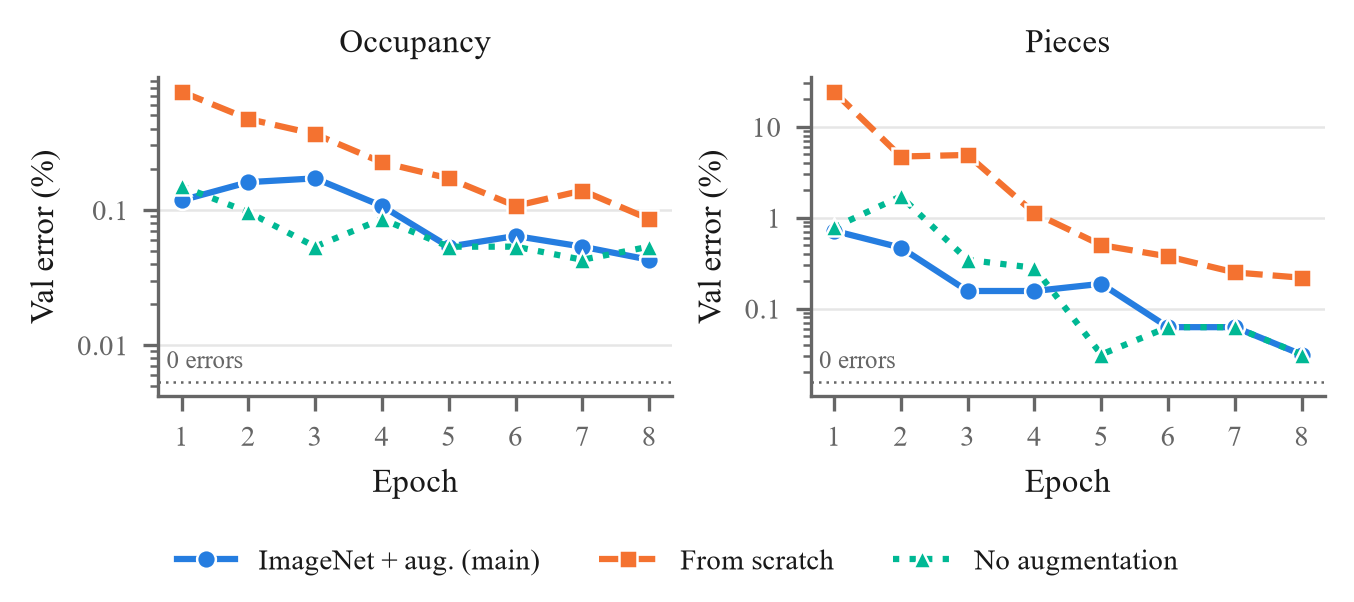 Occupancy
Val error (%)
0.1
0.01
0 errors
1 2 3 4 5 6 7 8
Epoch
Pieces
Val error (%)
10
1
0.1
0 errors
1 2 3 4 5 6 7 8
Epoch
ImageNet + aug. (main) From scratch No augmentation